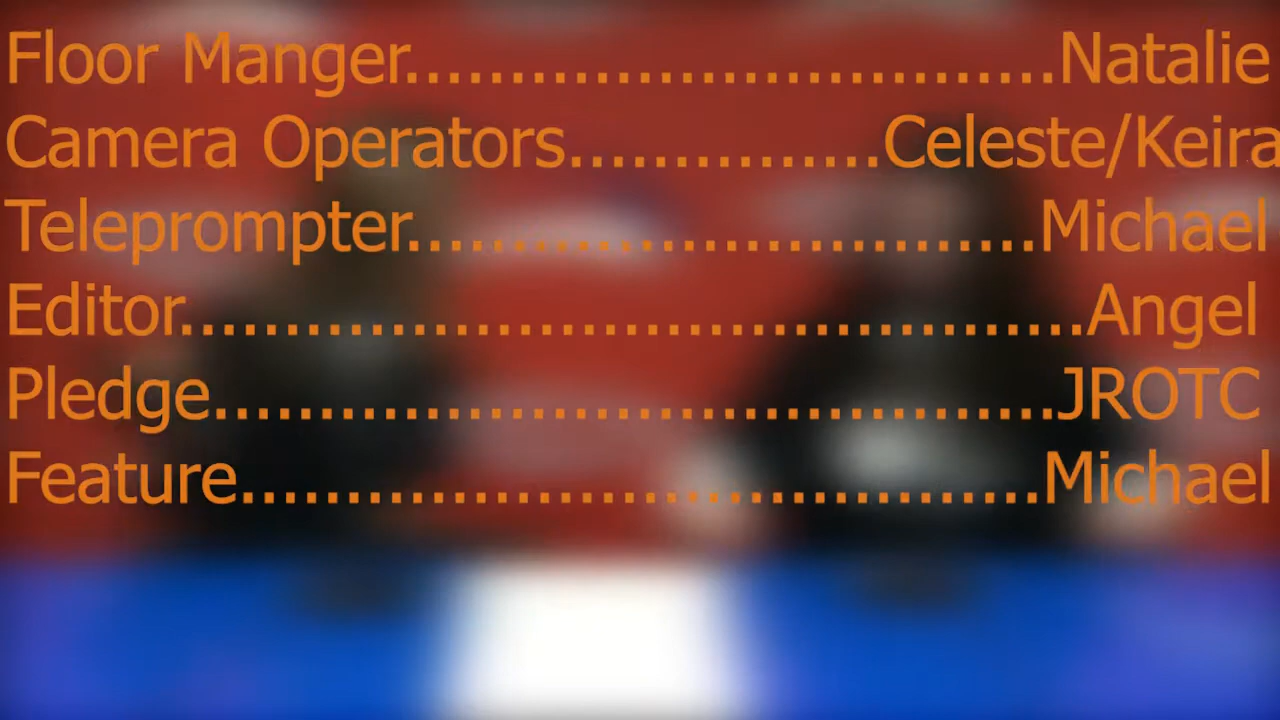 Floor Manger...............................Natalie
Camera Operators...............Celeste/Keira
Teleprompter..............................Michael
Editor...........................................Angel
Pledge........................................JROTC
Feature......................................Michael